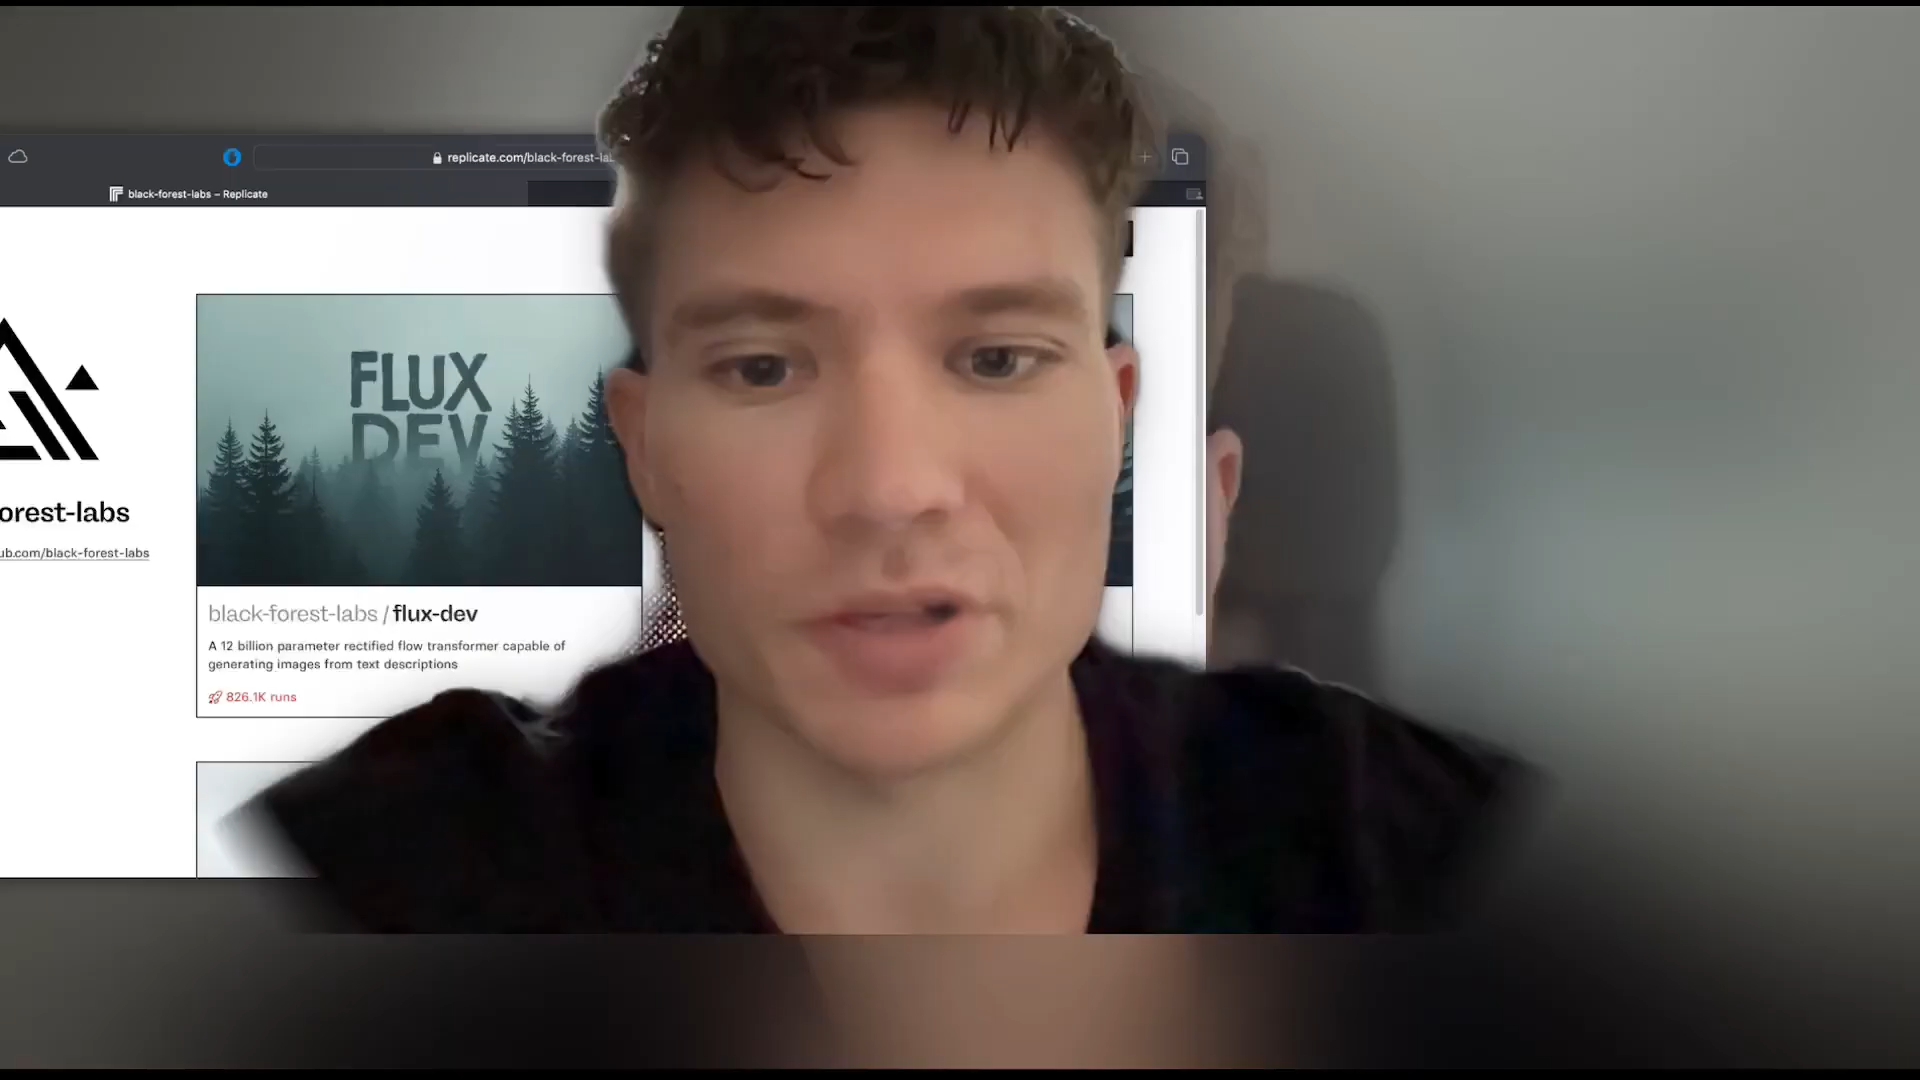 replicate.com/black-forest-la
black-forest-labs – Replicate
FLUX
DEV
orest-labs
ub.com/black-forest-labs
black-forest-labs / flux-dev
A 12 billion parameter rectified flow transformer capable of
generating images from text descriptions
826.1K runs